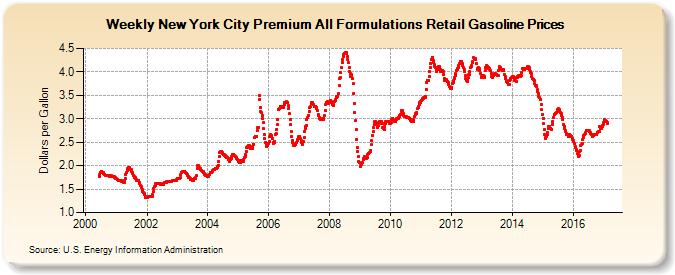 Weekly New York City Premium All Formulations Retail Gasoline Prices
Dollars per Gallon
4.5
4.0
3.5
3.0
2.5
2.0
1.5
1.0
2000 2002 2004 2006 2008 2010 2012 2014 2016
Source: U.S. Energy Information Administration